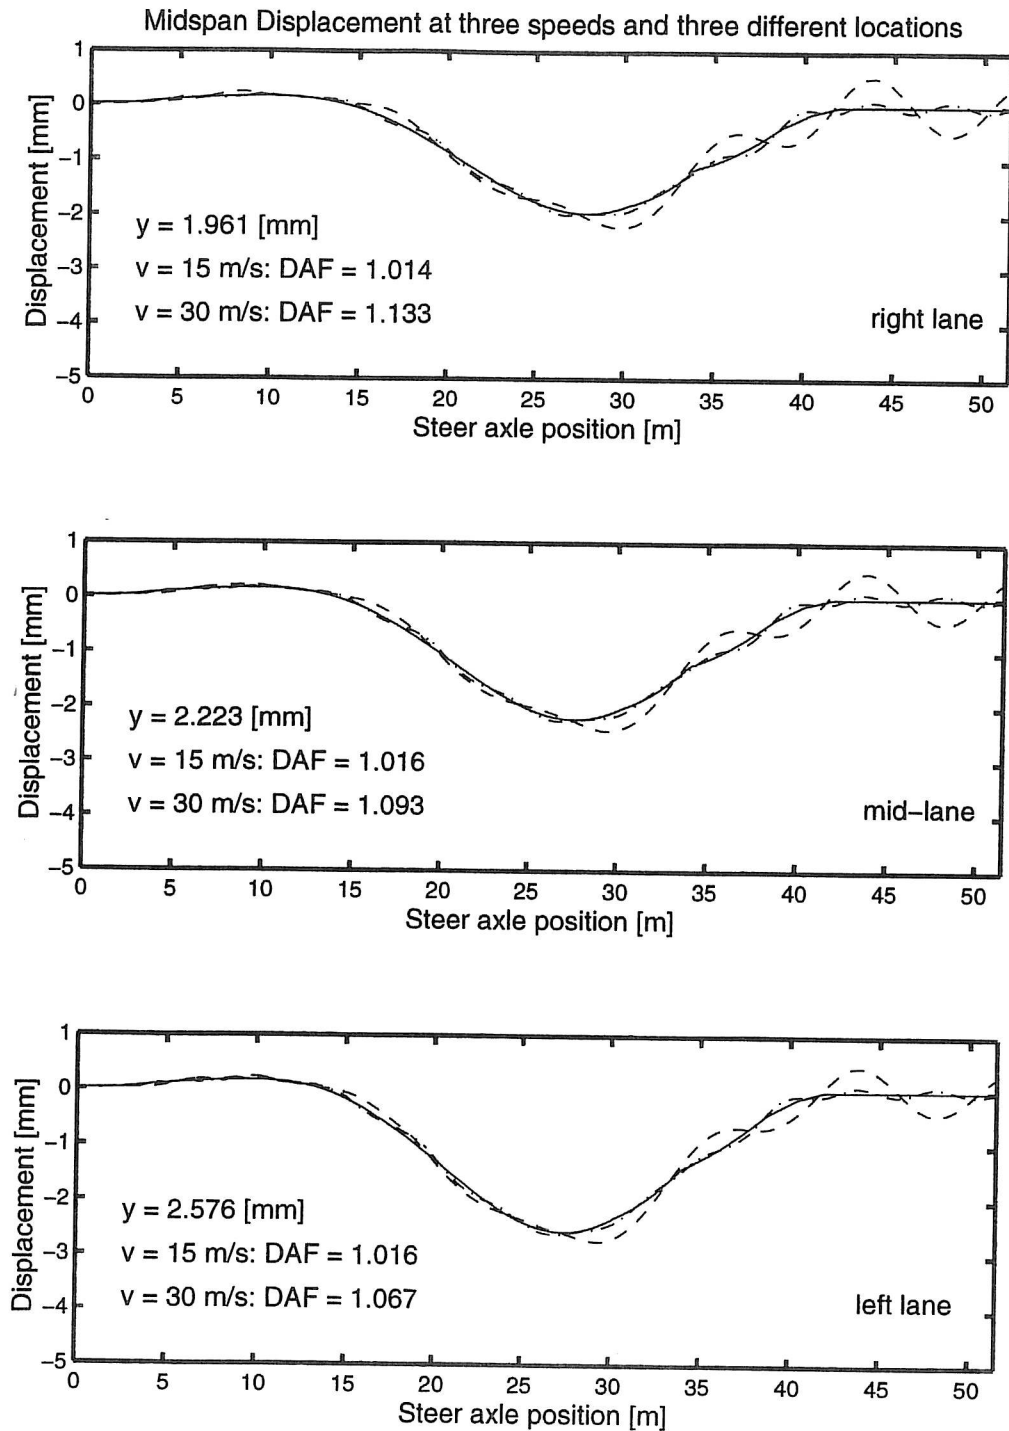 Midspan Displacement at three speeds and three different locations
1
0
−1
−2
−3
−4
−5
Displacement [mm]
y = 1.961 [mm]
v = 15 m/s: DAF = 1.014
v = 30 m/s: DAF = 1.133
right lane
0 5 10 15 20 25 30 35 40 45 50
Steer axle position [m]
1
0
−1
−2
−3
−4
−5
Displacement [mm]
y = 2.223 [mm]
v = 15 m/s: DAF = 1.016
v = 30 m/s: DAF = 1.093
mid−lane
0 5 10 15 20 25 30 35 40 45 50
Steer axle position [m]
1
0
−1
−2
−3
−4
−5
Displacement [mm]
y = 2.576 [mm]
v = 15 m/s: DAF = 1.016
v = 30 m/s: DAF = 1.067
left lane
0 5 10 15 20 25 30 35 40 45 50
Steer axle position [m]